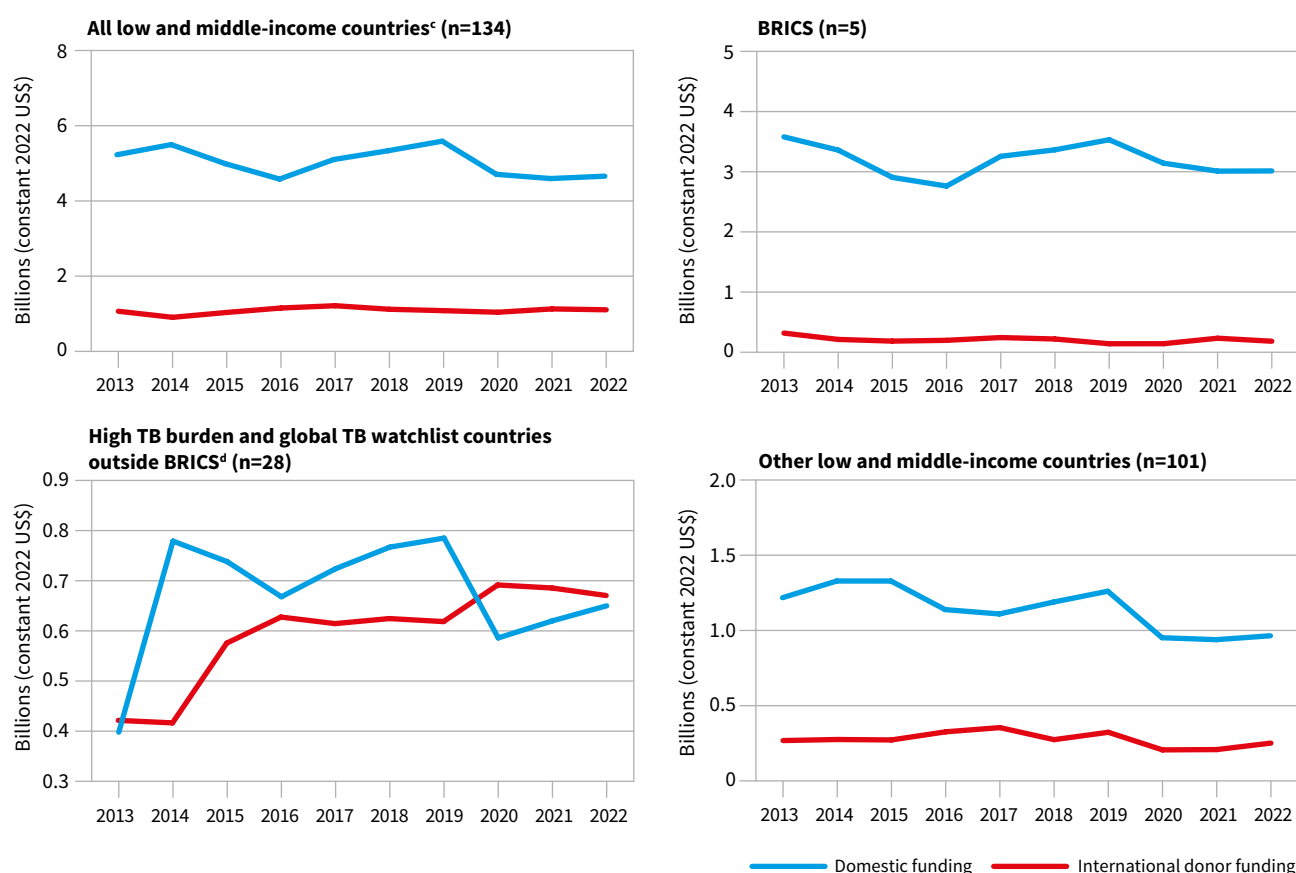 All low and middle-income countriesᶜ (n=134)
Billions (constant 2022 US$)
8
6
4
2
0
2013 2014 2015 2016 2017 2018 2019 2020 2021 2022
BRICS (n=5)
Billions (constant 2022 US$)
5
4
3
2
1
0
2013 2014 2015 2016 2017 2018 2019 2020 2021 2022
High TB burden and global TB watchlist countries
outside BRICSᵈ (n=28)
Billions (constant 2022 US$)
0.9
0.8
0.7
0.6
0.5
0.4
0.3
2013 2014 2015 2016 2017 2018 2019 2020 2021 2022
Other low and middle-income countries (n=101)
Billions (constant 2022 US$)
2.0
1.5
1.0
0.5
0
2013 2014 2015 2016 2017 2018 2019 2020 2021 2022
Domestic funding International donor funding